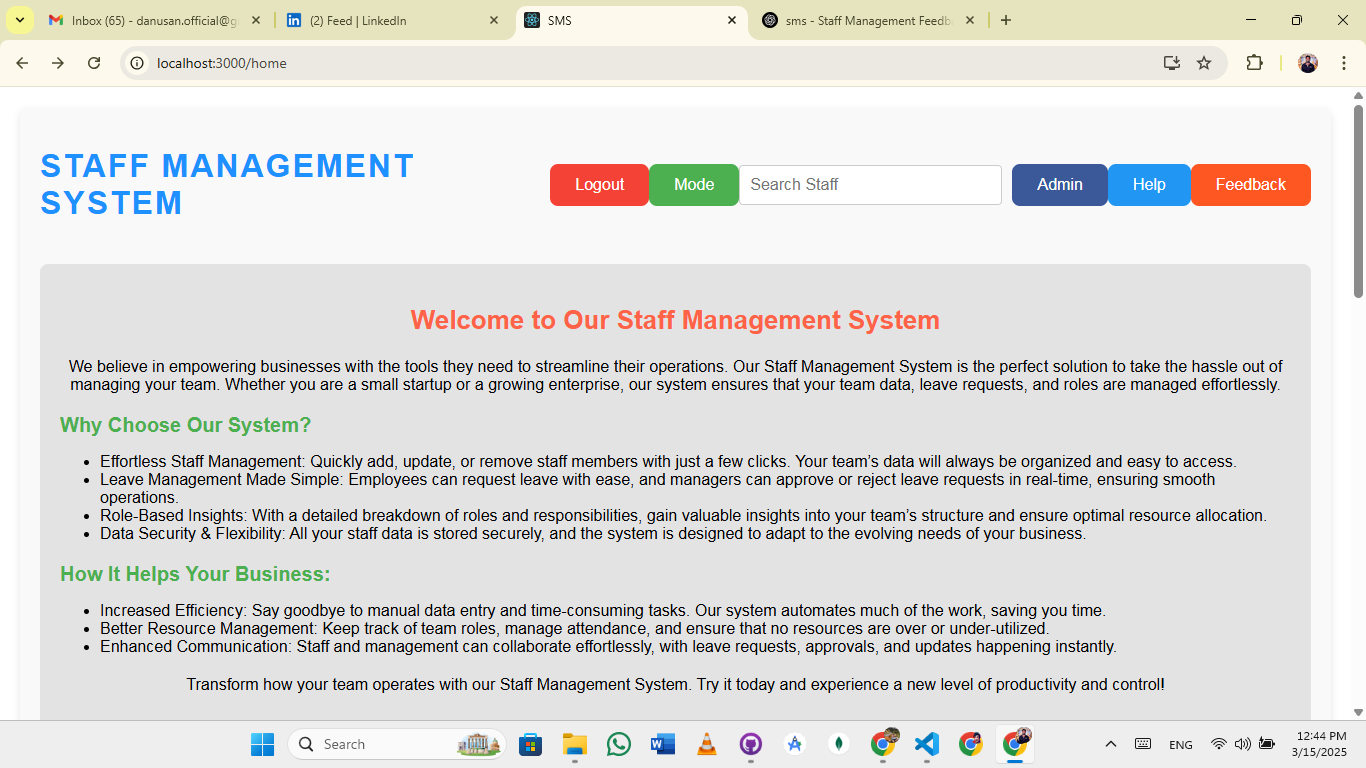 Inbox (65) - danusan.official@g
(2) Feed | LinkedIn
SMS
sms - Staff Management Feedb
localhost:3000/home
STAFF MANAGEMENT
SYSTEM
Logout
Mode
Search Staff
Admin
Help
Feedback
Welcome to Our Staff Management System
We believe in empowering businesses with the tools they need to streamline their operations. Our Staff Management System is the perfect solution to take the hassle out of
managing your team. Whether you are a small startup or a growing enterprise, our system ensures that your team data, leave requests, and roles are managed effortlessly.
Why Choose Our System?
• Effortless Staff Management: Quickly add, update, or remove staff members with just a few clicks. Your team’s data will always be organized and easy to access.
• Leave Management Made Simple: Employees can request leave with ease, and managers can approve or reject leave requests in real-time, ensuring smooth
operations.
• Role-Based Insights: With a detailed breakdown of roles and responsibilities, gain valuable insights into your team’s structure and ensure optimal resource allocation.
• Data Security & Flexibility: All your staff data is stored securely, and the system is designed to adapt to the evolving needs of your business.
How It Helps Your Business:
• Increased Efficiency: Say goodbye to manual data entry and time-consuming tasks. Our system automates much of the work, saving you time.
• Better Resource Management: Keep track of team roles, manage attendance, and ensure that no resources are over or under-utilized.
• Enhanced Communication: Staff and management can collaborate effortlessly, with leave requests, approvals, and updates happening instantly.
Transform how your team operates with our Staff Management System. Try it today and experience a new level of productivity and control!
Search
ENG
12:44 PM
3/15/2025